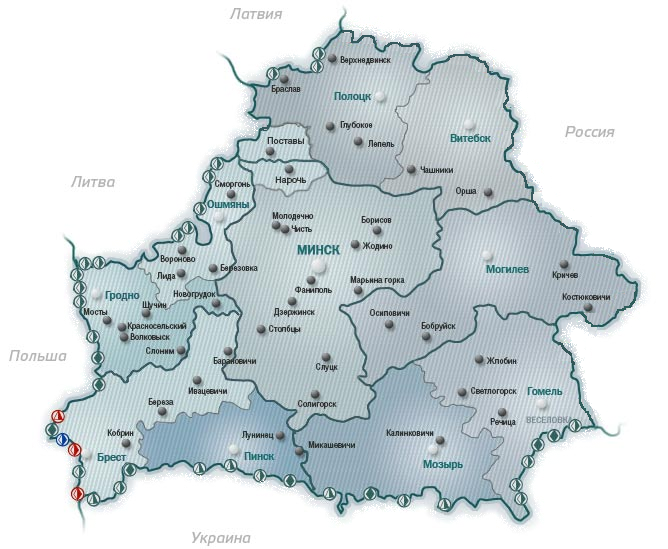 Латвия
Верхнедвинск
Браслав
Полоцк
Глубокое
Витебск
Россия
Поставы
Лепель
Чашники
Литва
Сморгонь
Нарочь
Орша
Ошмяны
Молодечно
Чисть
Борисов
Жодино
Вороново
МИНСК
Березовка
Лида
Могилев
Кричев
Фаниполь
Марьина горка
Гродно
Новогрудок
Костюковичи
Щучин
Мосты
Дзержинск
Осиповичи
Красносельский
Столбцы
Бобруйск
Волковыск
Слоним
Барановичи
Польша
Слуцк
Жлобин
Ивацевичи
Светлогорск
Гомель
Береза
Солигорск
Речица
ВЕСЕЛОВКА
Кобрин
Лунинец
Микашевичи
Калинковичи
Брест
Пинск
Мозырь
Украина